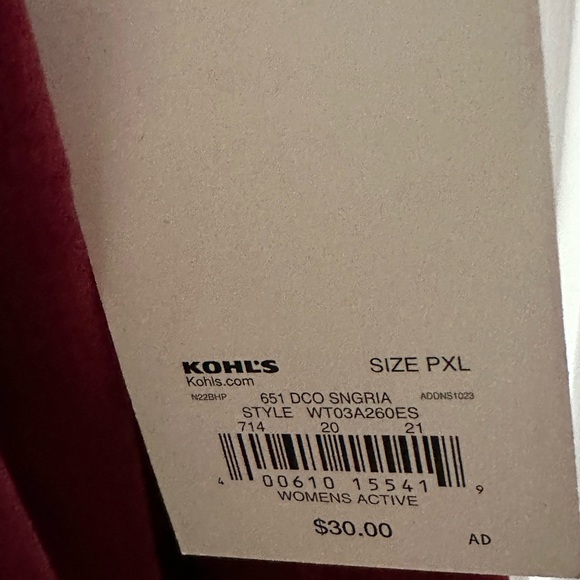 KOHL'S SIZE PXL
Kohls.com
N22BHP 651 DCO SNGRIA ADDNS1023
STYLE WT03A260ES
714 20 21
4 00610 15541 9
WOMENS ACTIVE
$30.00
AD